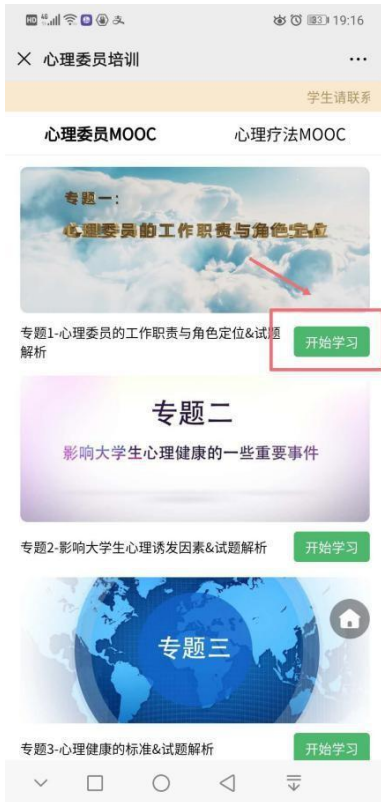 HD 46 19:16
心理委员培训
学生请联系
心理委员MOOC
心理疗法MOOC
专题一:
心理委员的工作职责与角色定位
专题1-心理委员的工作职责与角色定位&试题
解析
开始学习
专题二
影响大学生心理健康的一些重要事件
专题2-影响大学生心理诱发因素&试题解析
开始学习
专题三
专题3-心理健康的标准&试题解析
开始学习